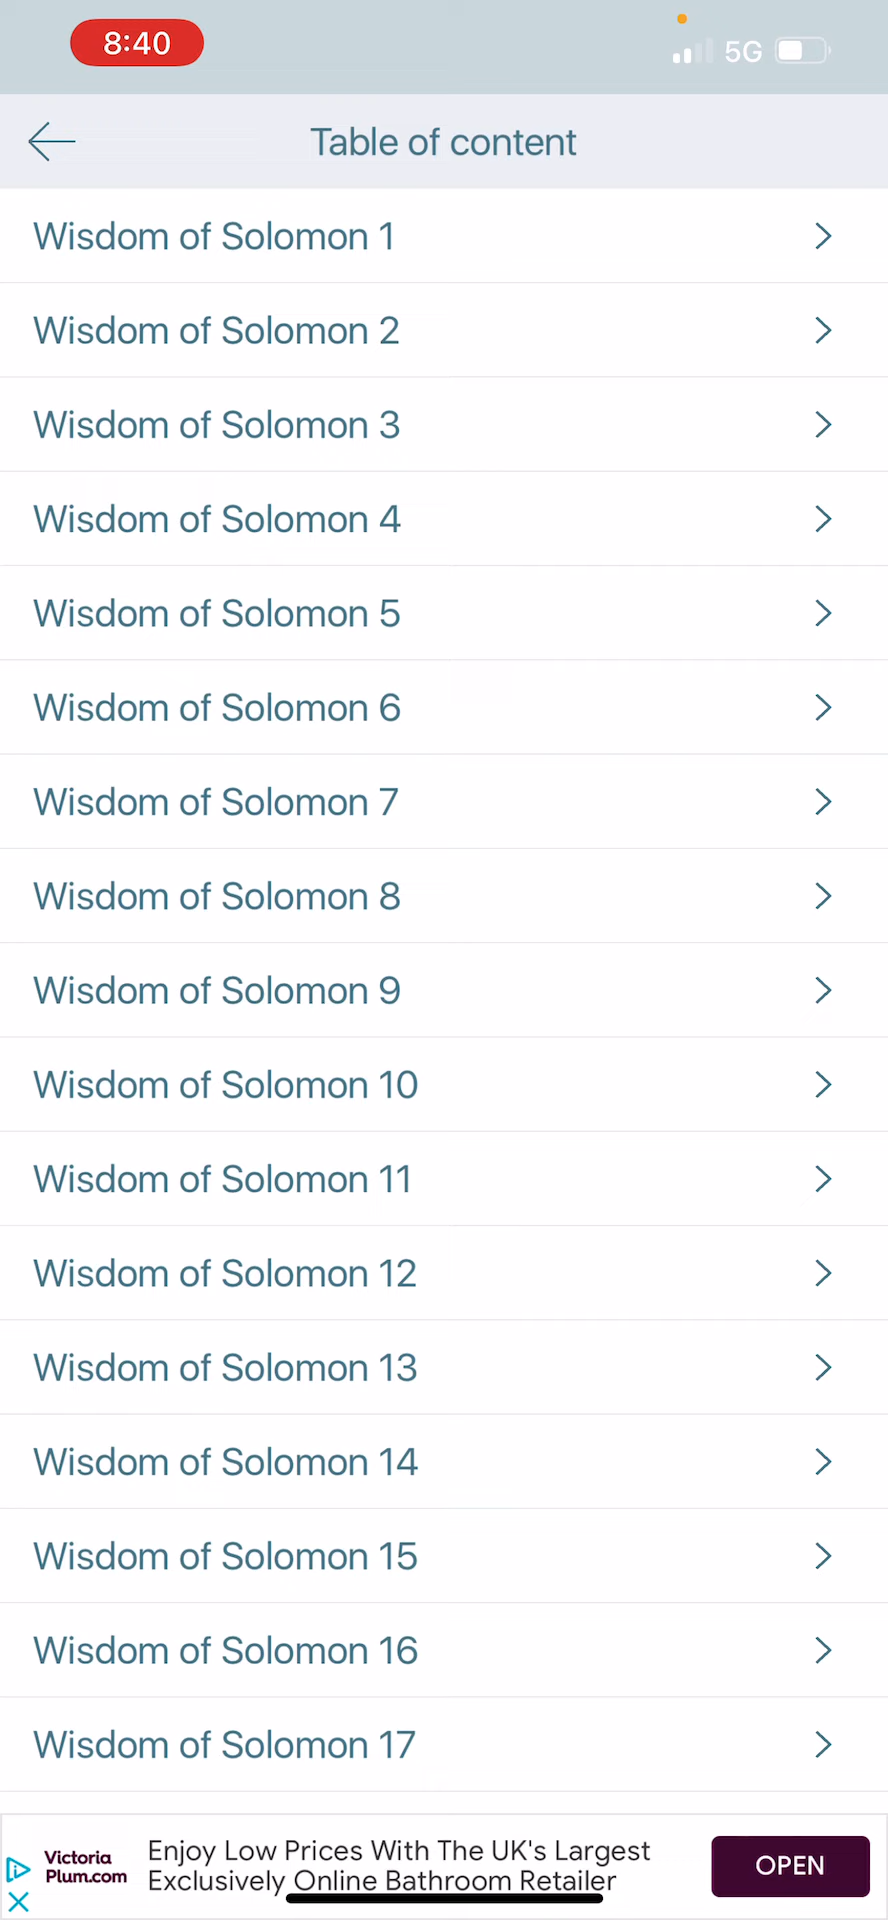 8:40
5G
Table of content
Wisdom of Solomon 1
Wisdom of Solomon 2
Wisdom of Solomon 3
Wisdom of Solomon 4
Wisdom of Solomon 5
Wisdom of Solomon 6
Wisdom of Solomon 7
Wisdom of Solomon 8
Wisdom of Solomon 9
Wisdom of Solomon 10
Wisdom of Solomon 11
Wisdom of Solomon 12
Wisdom of Solomon 13
Wisdom of Solomon 14
Wisdom of Solomon 15
Wisdom of Solomon 16
Wisdom of Solomon 17
Victoria
Plum.com
Enjoy Low Prices With The UK's Largest
Exclusively Online Bathroom Retailer
OPEN